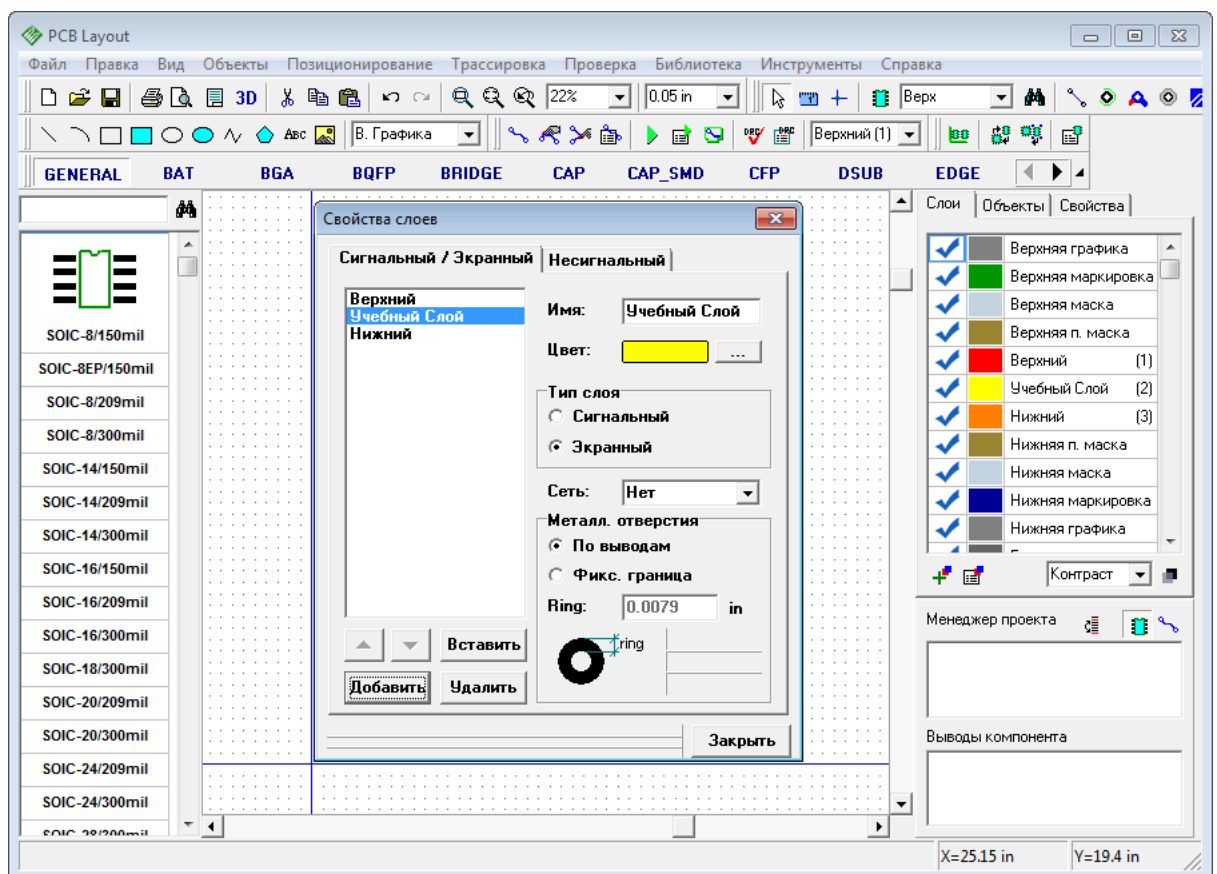 PCB Layout
Файл Правка Вид Объекты Позиционирование Трассировка Проверка Библиотека Инструменты Справка
3D 22% 0.05 in Верх
ABC В. Графика DRC DRC Верхний (1)
GENERAL BAT BGA BQFP BRIDGE CAP CAP_SMD CFP DSUB EDGE
SOIC-8/150mil
SOIC-8EP/150mil
SOIC-8/209mil
SOIC-8/300mil
SOIC-14/150mil
SOIC-14/209mil
SOIC-14/300mil
SOIC-16/150mil
SOIC-16/209mil
SOIC-16/300mil
SOIC-18/300mil
SOIC-20/209mil
SOIC-20/300mil
SOIC-24/209mil
SOIC-24/300mil
SOIC-28/200mil
Свойства слоев
Сигнальный / Экранный Несигнальный
Верхний
Учебный Слой
Нижний
Имя: Учебный Слой
Цвет: ...
Тип слоя
Сигнальный
Экранный
Сеть: Нет
Металл. отверстия
По выводам
Фикс. граница
Ring: 0.0079 in
ring
Вставить
Добавить Удалить
Закрыть
Слои Объекты Свойства
Верхняя графика
Верхняя маркировка
Верхняя маска
Верхняя п. маска
Верхний (1)
Учебный Слой (2)
Нижний (3)
Нижняя п. маска
Нижняя маска
Нижняя маркировка
Нижняя графика
Контраст
Менеджер проекта
Выводы компонента
X=25.15 in Y=19.4 in